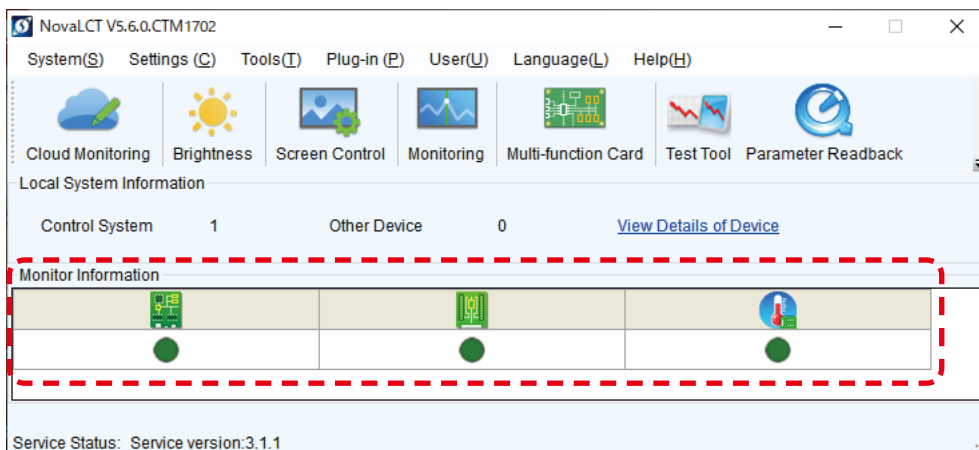 NovaLCT V5.6.0.CTM1702
System(S) Settings (C) Tools(T) Plug-in (P) User(U) Language(L) Help(H)
Cloud Monitoring Brightness Screen Control Monitoring Multi-function Card Test Tool Parameter Readback
Local System Information
Control System 1 Other Device 0 View Details of Device
Monitor Information
Service Status: Service version:3.1.1